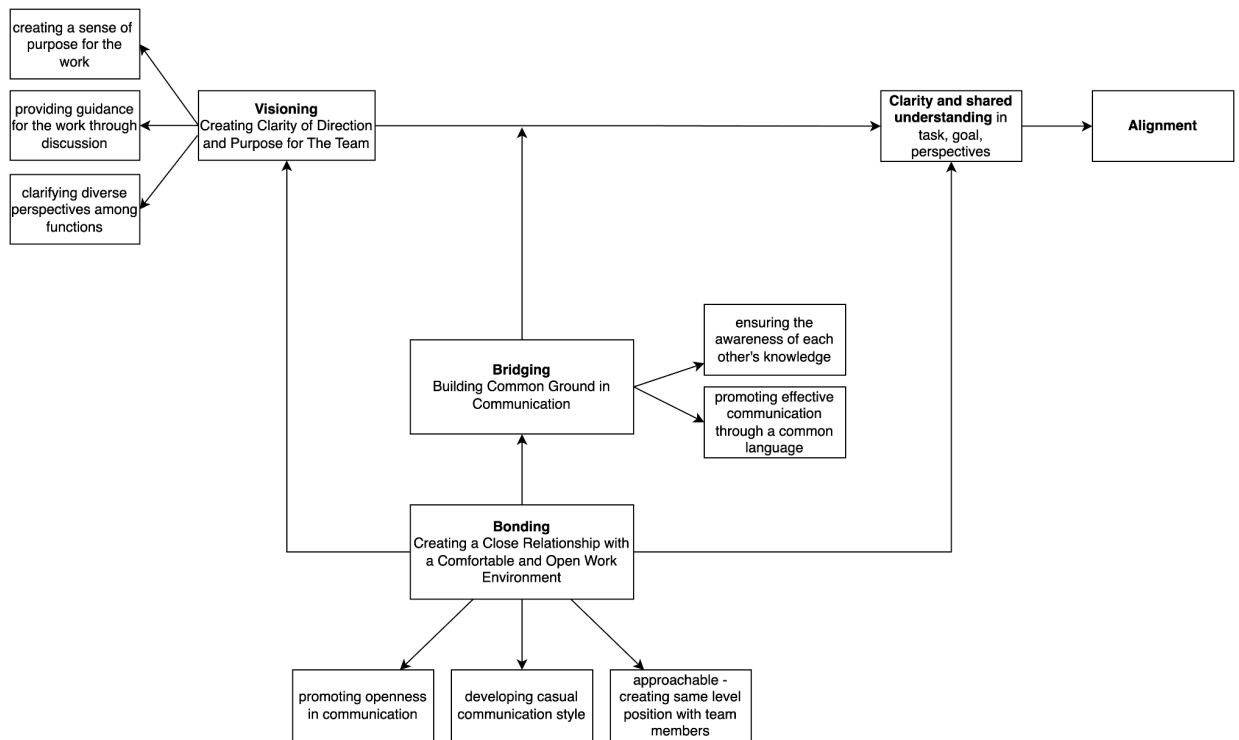 creating a sense of
purpose for the
work
providing guidance
for the work through
discussion
clarifying diverse
perspectives among
functions
Visioning
Creating Clarity of Direction
and Purpose for The Team
Clarity and shared
understanding in
task, goal,
perspectives
Alignment
ensuring the
awareness of each
other's knowledge
Bridging
Building Common Ground in
Communication
promoting effective
communication
through a common
language
Bonding
Creating a Close Relationship with
a Comfortable and Open Work
Environment
promoting openness
in communication
developing casual
communication style
approachable -
creating same level
position with team
members